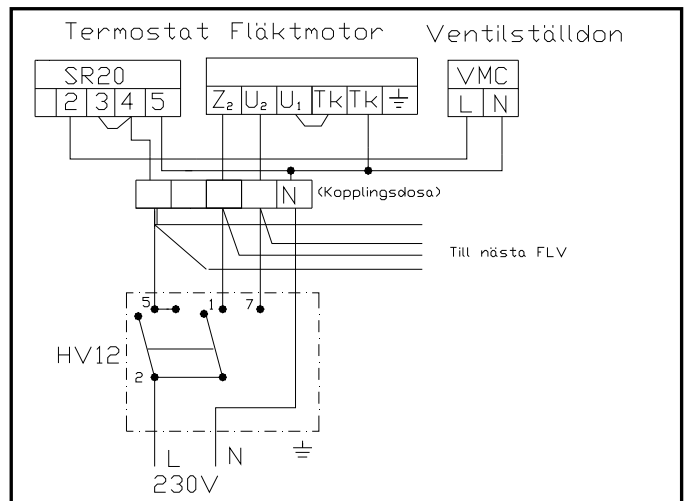 Termostat Fläktmotor Ventilställdon
SR20 VMC
2 3 4 5 Z₂ U₂ U₁ Tk Tk L N
N (Kopplingsdosa)
Till nästa FLV
5 1 7
HV12
2
L N
230V